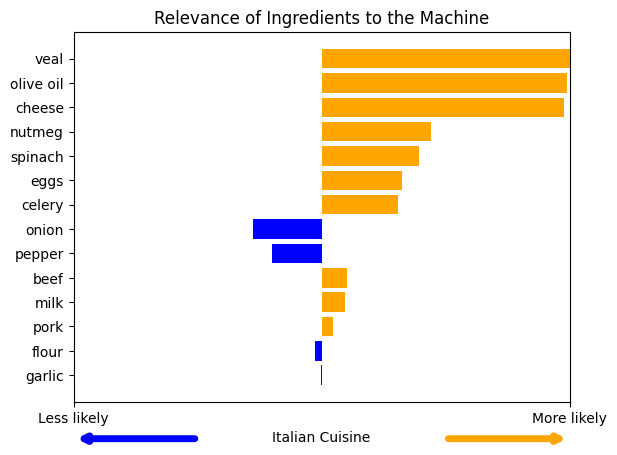 Relevance of Ingredients to the Machine
veal
olive oil
cheese
nutmeg
spinach
eggs
celery
onion
pepper
beef
milk
pork
flour
garlic
Less likely
More likely
Italian Cuisine